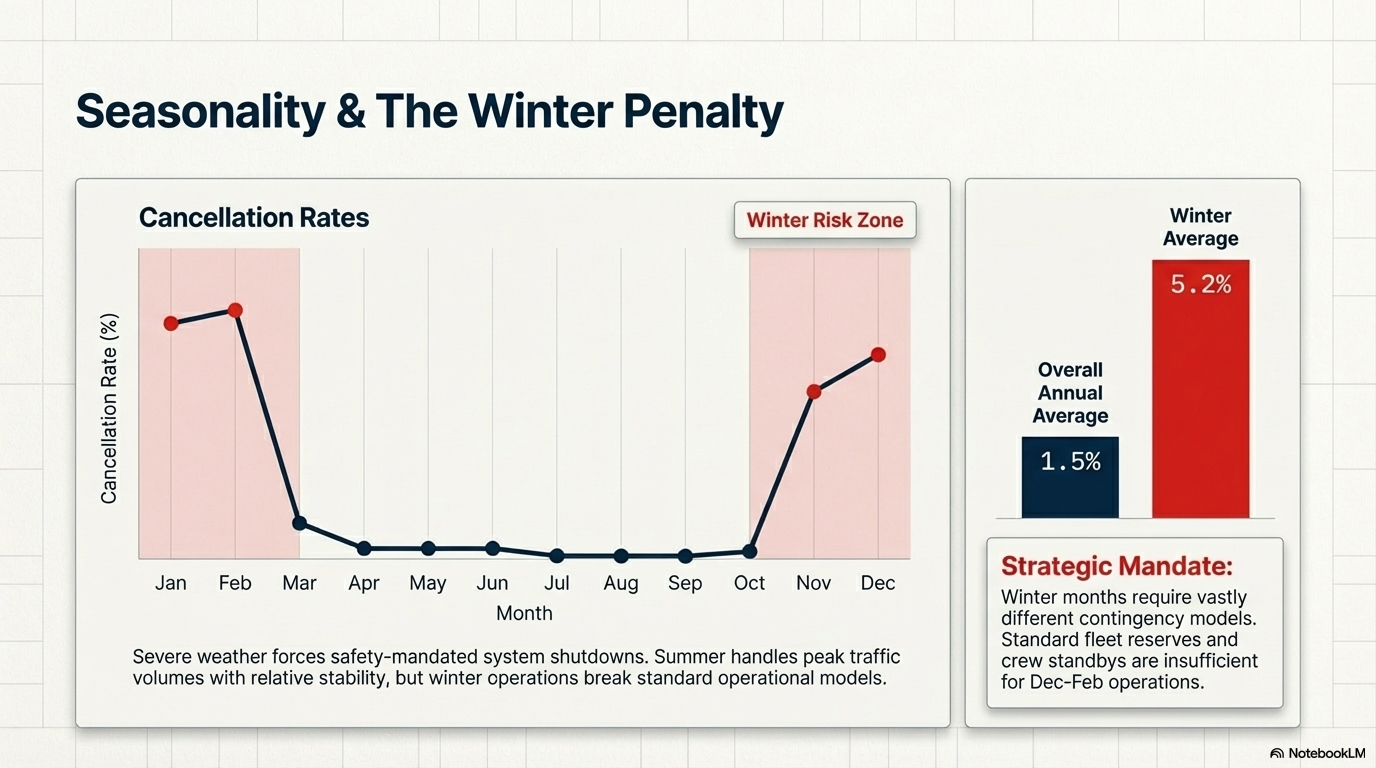 Seasonality & The Winter Penalty
Cancellation Rates
Winter Risk Zone
Cancellation Rate (%)
Jan Feb Mar Apr May Jun Jul Aug Sep Oct Nov Dec
Month
Severe weather forces safety-mandated system shutdowns. Summer handles peak traffic
volumes with relative stability, but winter operations break standard operational models.
Winter
Average
5.2%
Overall
Annual
Average
1.5%
Strategic Mandate:
Winter months require vastly
different contingency models.
Standard fleet reserves and
crew standbys are insufficient
for Dec-Feb operations.
NotebookLM